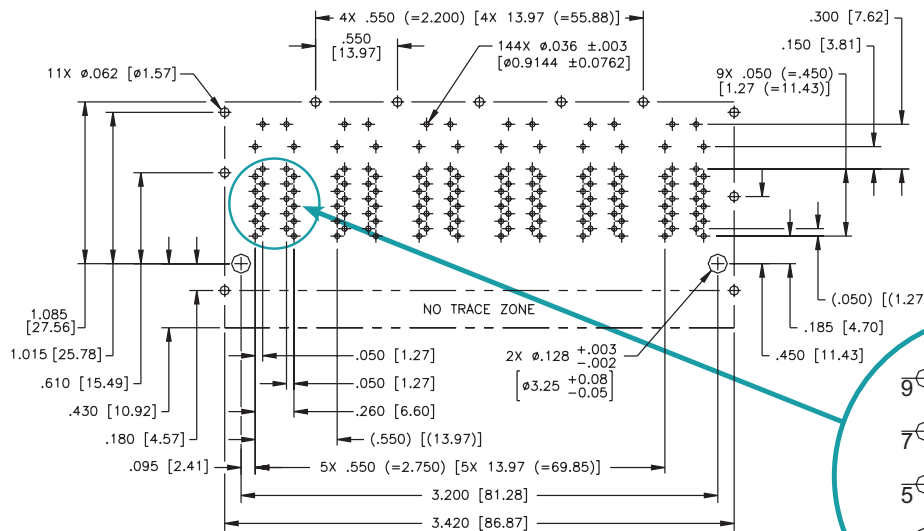 4X .550 (=2.200) [4X 13.97 (=55.88)]
.300 [7.62]
.550
[13.97]
144X ø.036 ±.003
[ø0.9144 ±0.0762]
.150 [3.81]
11X ø.062 [ø1.57]
9X .050 (=.450)
[1.27 (=11.43)]
NO TRACE ZONE
1.085
[27.56]
1.015 [25.78]
.610 [15.49]
.430 [10.92]
.180 [4.57]
.095 [2.41]
.050 [1.27]
.050 [1.27]
.260 [6.60]
(.550) [(13.97)]
5X .550 (=2.750) [5X 13.97 (=69.85)]
3.200 [81.28]
3.420 [86.87]
2X ø.128 +.003
-.002
[ø3.25 +0.08
-0.05]
(.050) [(1.27
.185 [4.70]
.450 [11.43]
9
7
5